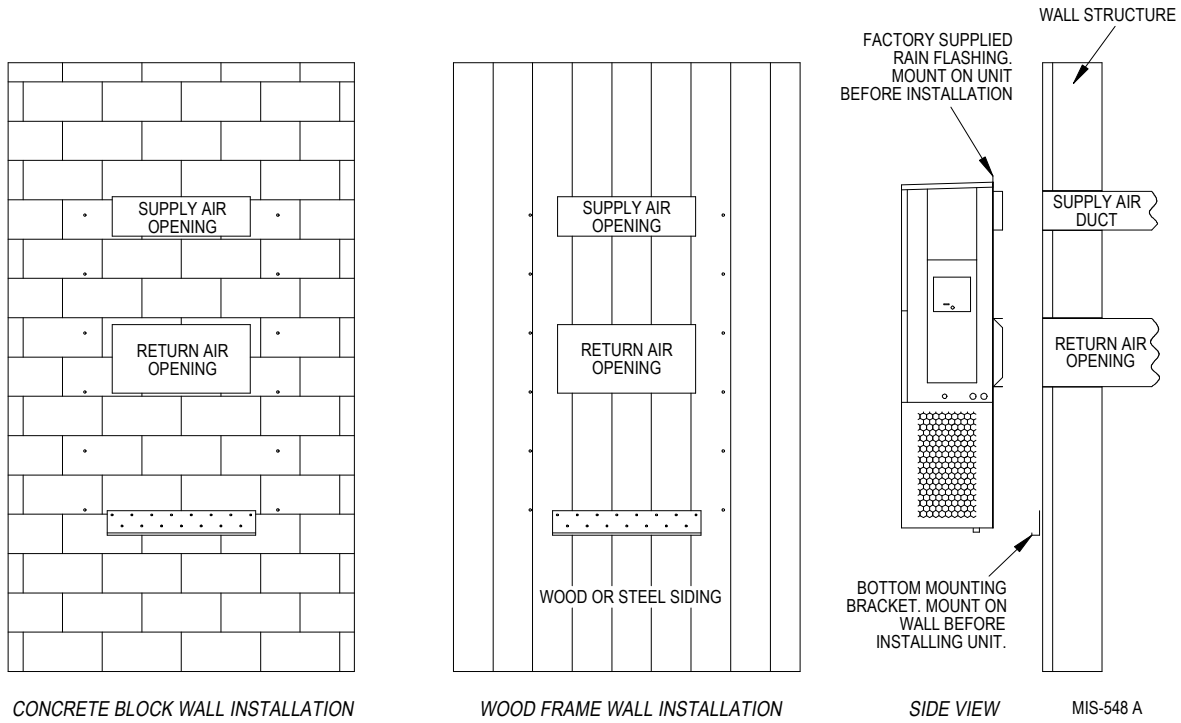 WALL STRUCTURE
FACTORY SUPPLIED
RAIN FLASHING.
MOUNT ON UNIT
BEFORE INSTALLATION
SUPPLY AIR
OPENING
SUPPLY AIR
OPENING
SUPPLY AIR
DUCT
RETURN AIR
OPENING
RETURN AIR
OPENING
RETURN AIR
OPENING
WOOD OR STEEL SIDING
BOTTOM MOUNTING
BRACKET. MOUNT ON
WALL BEFORE
INSTALLING UNIT.
CONCRETE BLOCK WALL INSTALLATION
WOOD FRAME WALL INSTALLATION
SIDE VIEW
MIS-548 A